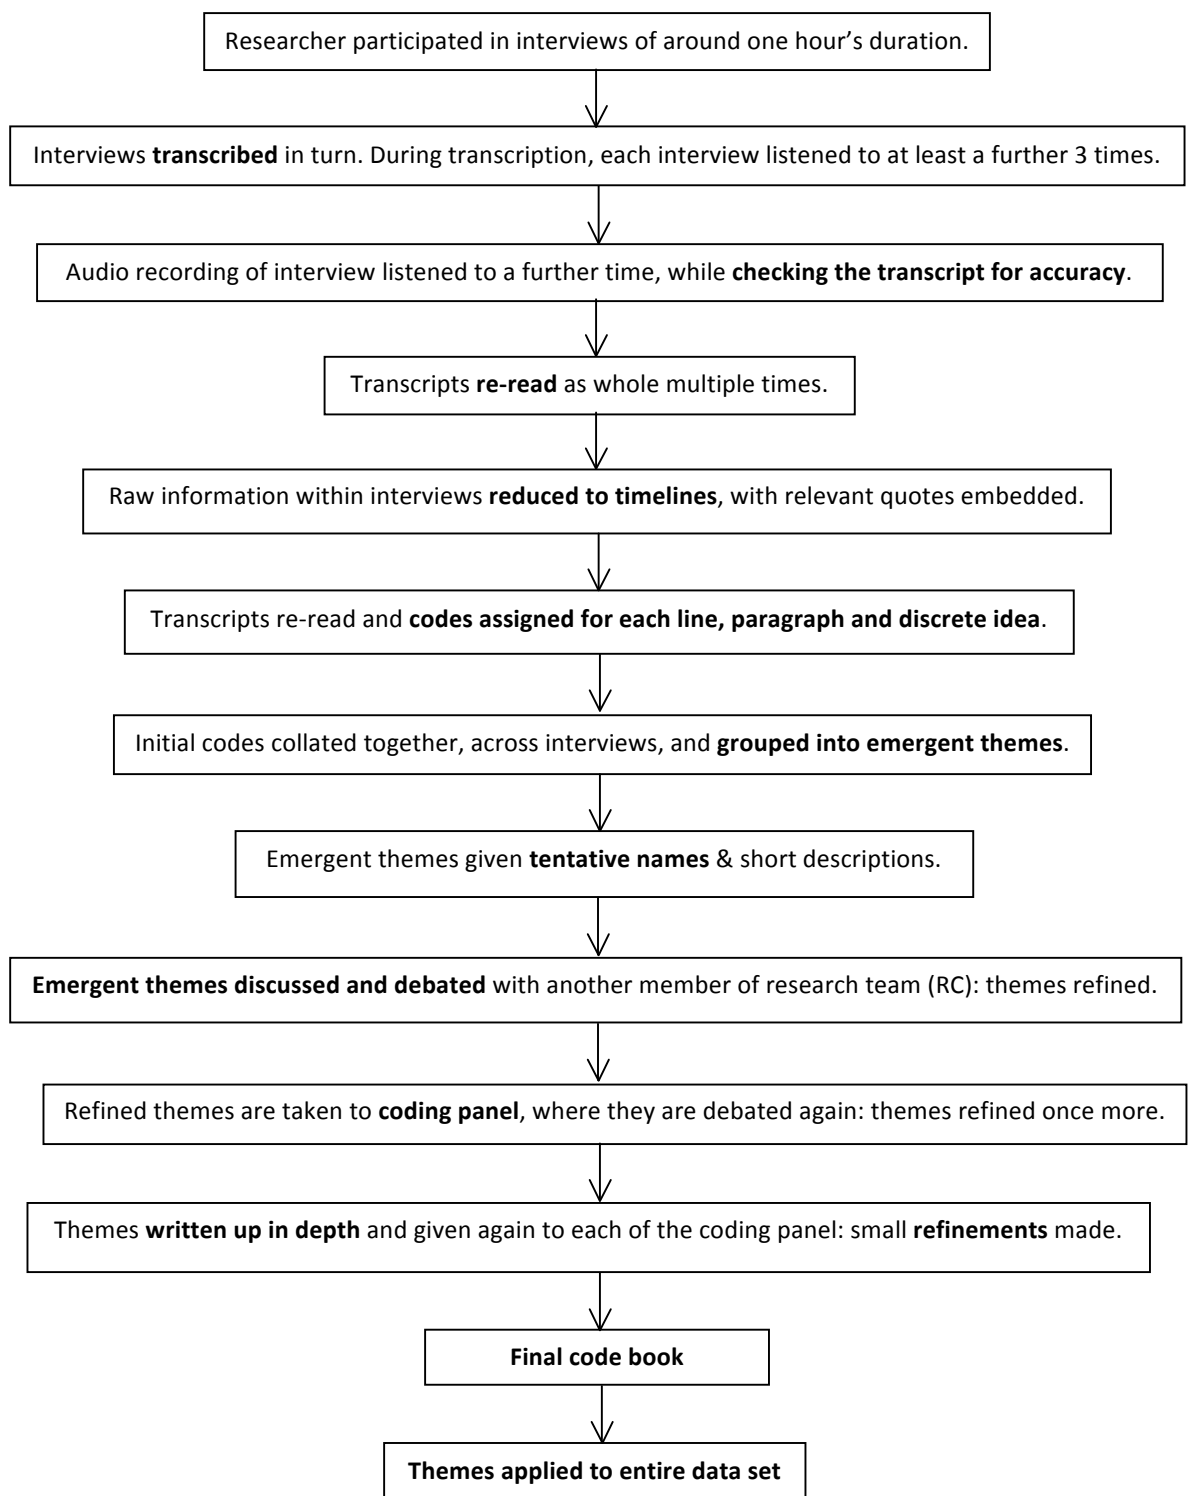 Researcher participated in interviews of around one hour’s duration.
Interviews transcribed in turn. During transcription, each interview listened to at least a further 3 times.
Audio recording of interview listened to a further time, while checking the transcript for accuracy.
Transcripts re-read as whole multiple times.
Raw information within interviews reduced to timelines, with relevant quotes embedded.
Transcripts re-read and codes assigned for each line, paragraph and discrete idea.
Initial codes collated together, across interviews, and grouped into emergent themes.
Emergent themes given tentative names & short descriptions.
Emergent themes discussed and debated with another member of research team (RC): themes refined.
Refined themes are taken to coding panel, where they are debated again: themes refined once more.
Themes written up in depth and given again to each of the coding panel: small refinements made.
Final code book
Themes applied to entire data set